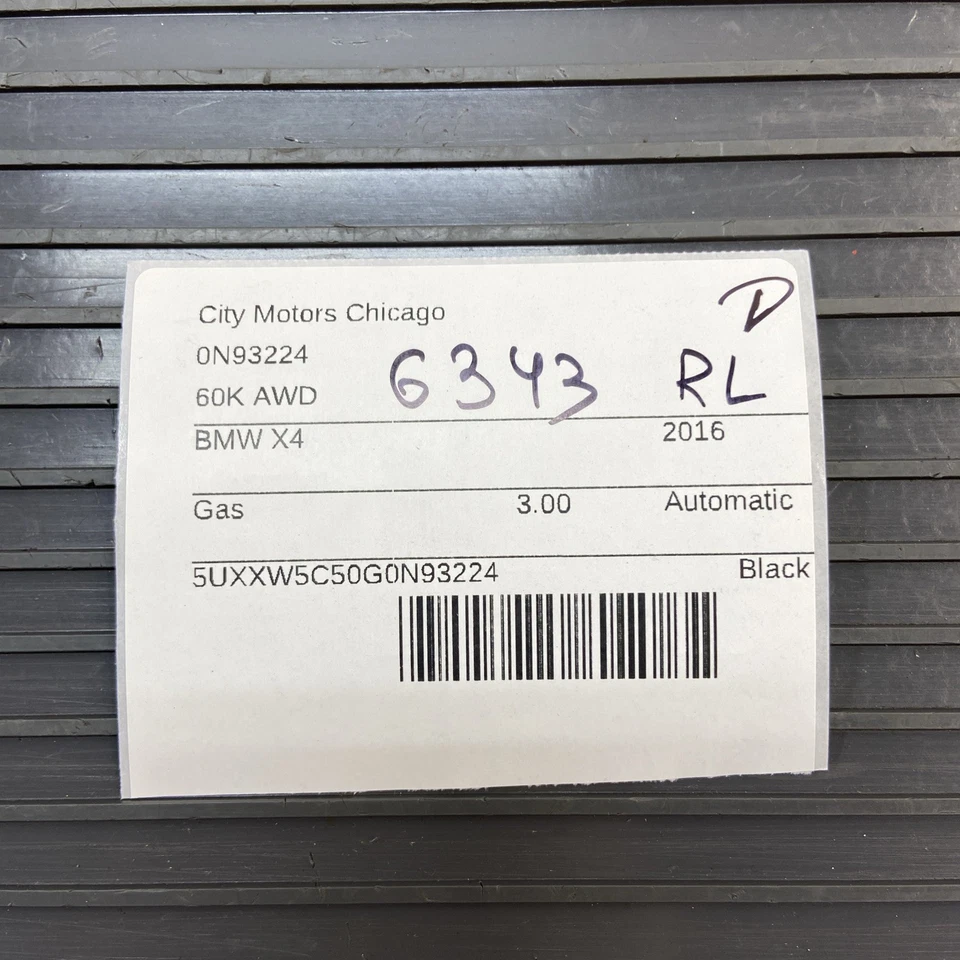 City Motors Chicago D
0N93224
60K AWD 6343 RL
BMW X4 2016
Gas 3.00 Automatic
5UXXW5C50G0N93224 Black